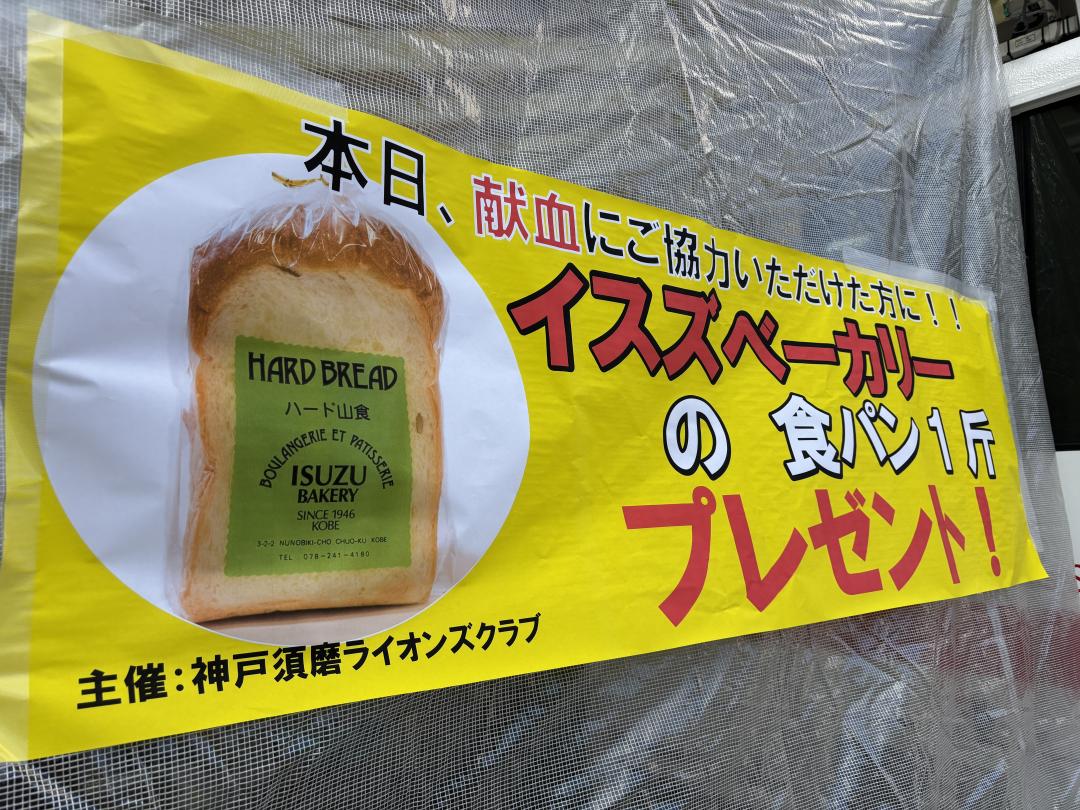 本日、献血にご協力いただけた方に！！
イスズベーカリー
の 食パン1斤
プレゼント！
HARD BREAD
ハード山食
BOULANGERIE ET PATISSERIE
ISUZU
BAKERY
SINCE 1946
KOBE
3-2-2 NUNOBIKI-CHO CHUO-KU KOBE
TEL 078-241-4180
主催：神戸須磨ライオンズクラブ